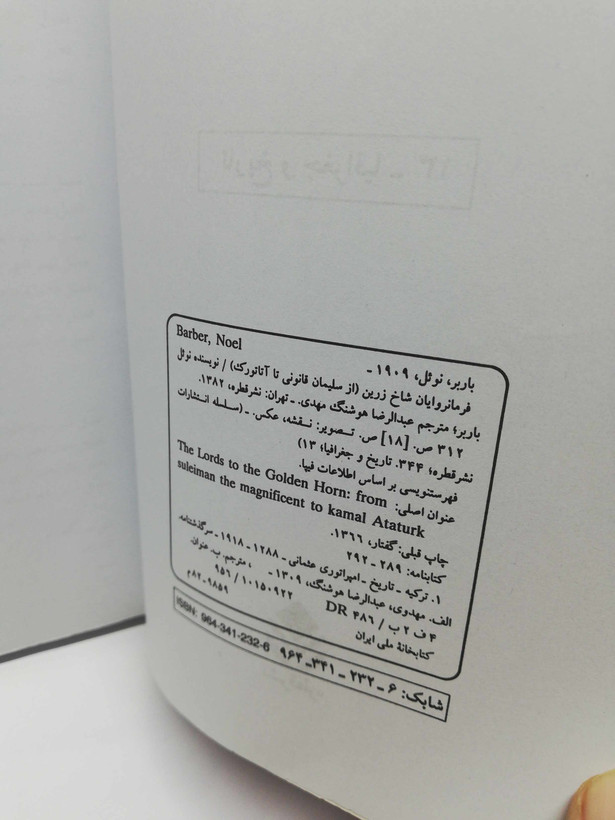 تاریخ و جغرافیا ـ ۱۳
Barber, Noel
باربر، نوئل، ۱۹۰۹ ـ
فرمانروایان شاخ زرین (از سلیمان قانونی تا آتاتورک) / نویسنده نوئل
باربر؛ مترجم عبدالرضا هوشنگ مهدی. ـ تهران: نشرقطره، ۱۳۸۲.
۳۱۲ ص. [۱۸] ص. تصویر: نقشه، عکس. ـ (سلسله انتشارات
نشرقطره؛ ۳۴۴. تاریخ و جغرافیا؛ ۱۳)
فهرستنویسی بر اساس اطلاعات فیپا.
عنوان اصلی: The Lords to the Golden Horn: from
suleiman the magnificent to kamal Ataturk
چاپ قبلی: گفتار، ۱۳۶۶.
کتابنامه: ۲۸۹ ـ ۲۹۲
۱. ترکیه ـ تاریخ ـ امپراتوری عثمانی ـ ۱۲۸۸ ـ ۱۹۱۸ ـ سرگذشتنامه.
الف. مهدوی، عبدالرضا هوشنگ، ۱۳۰۹ ـ ، مترجم. ب. عنوان.
۴ ف ۲ ب / DR ۴۸۶ ۹۵۶ / ۱۰۱۵۰۹۲۲
کتابخانهٔ ملی ایران ۹۸۵۹ـ۸۲م
شابک: ۶ ـ ۲۳۲ ـ ۳۴۱ ـ ۹۶۴ ISBN: 964-341-232-6